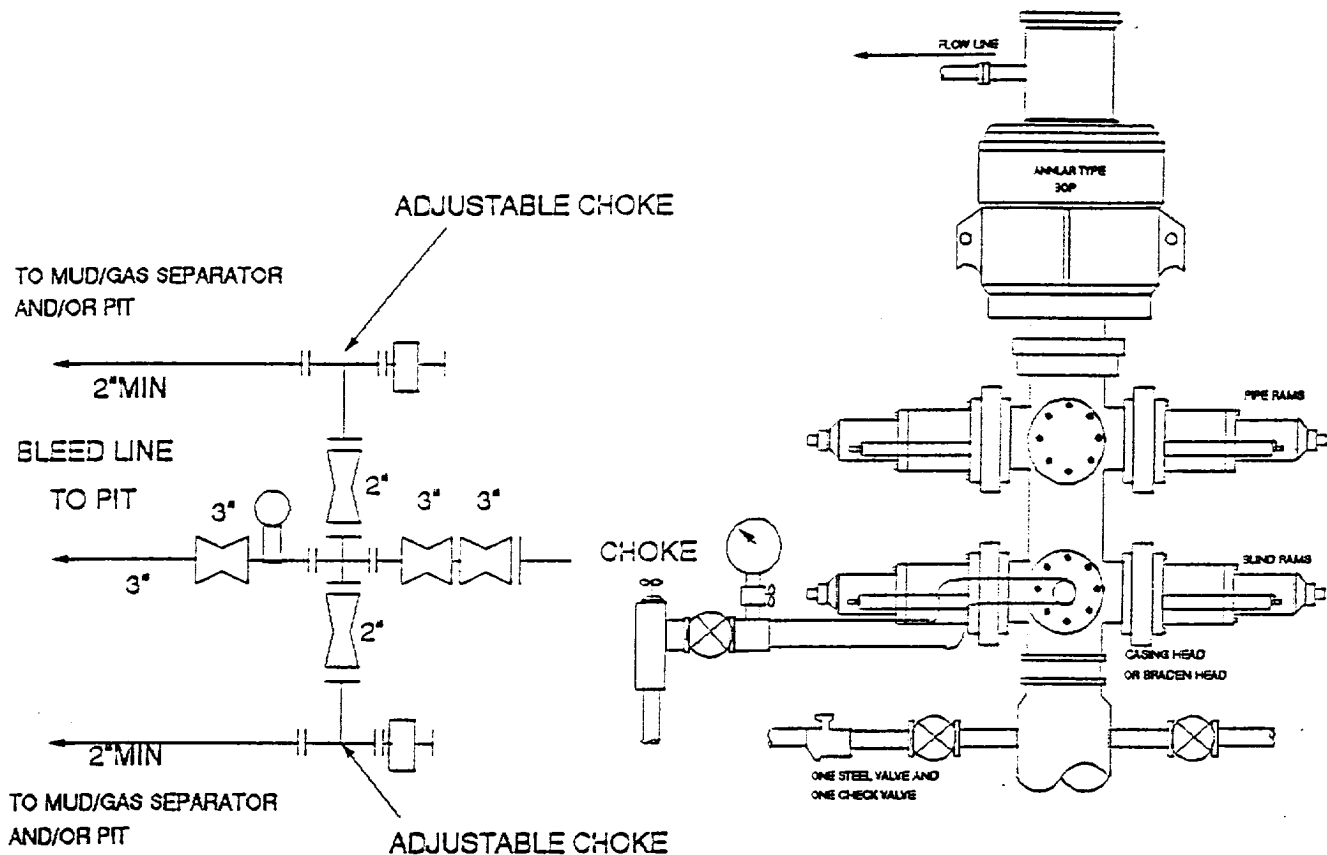 FLOW LINE
ANNLAR TYPE
BOP
ADJUSTABLE CHOKE
TO MUD/GAS SEPARATOR
AND/OR PIT
2" MIN
PIPE RAMS
BLEED LINE
TO PIT
2"
3"
3" 3"
3"
CHOKE
BLIND RAMS
2"
CASING HEAD
OR BRADEN HEAD
2" MIN
ONE STEEL VALVE AND
ONE CHECK VALVE
TO MUD/GAS SEPARATOR
AND/OR PIT
ADJUSTABLE CHOKE